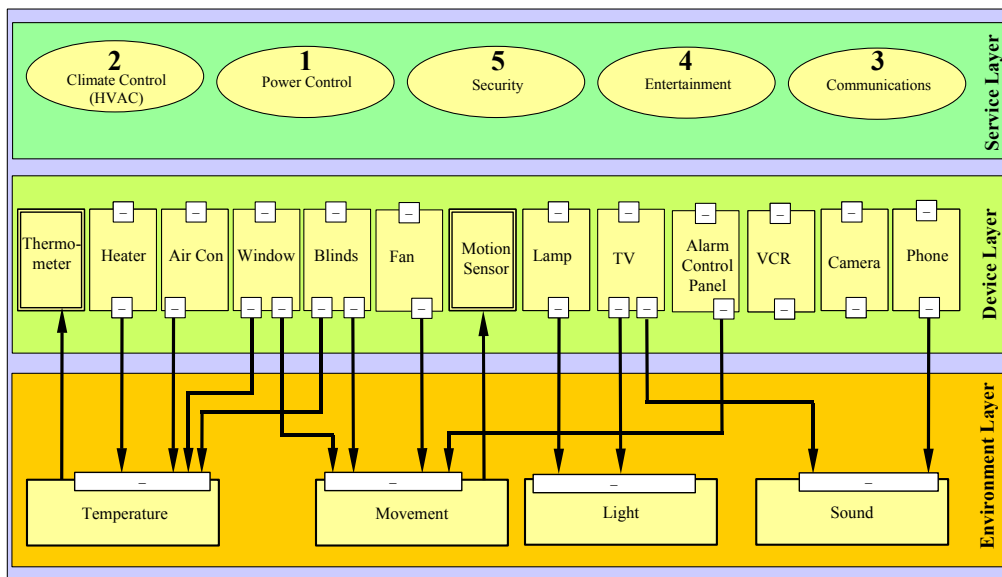 2
Climate Control
(HVAC)
1
Power Control
5
Security
4
Entertainment
3
Communications
Service Layer
Thermo-
meter
Heater
Air Con
Window
Blinds
Fan
Motion
Sensor
Lamp
TV
Alarm
Control
Panel
VCR
Camera
Phone
Device Layer
Temperature
Movement
Light
Sound
Environment Layer